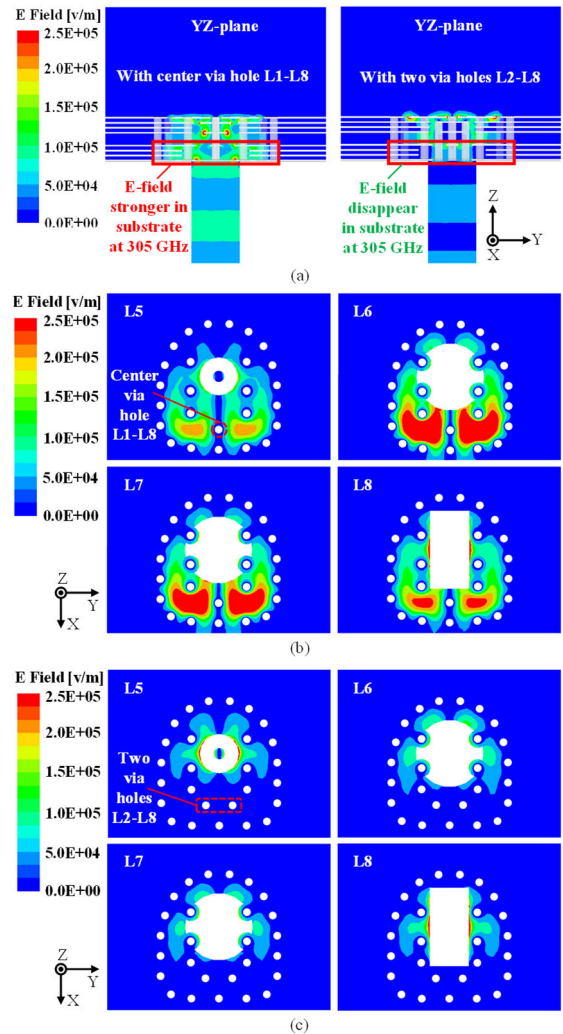 E Field [v/m]
2.5E+05
2.0E+05
1.5E+05
1.0E+05
5.0E+04
0.0E+00
YZ-plane
With center via hole L1-L8
E-field
stronger in
substrate
at 305 GHz
YZ-plane
With two via holes L2-L8
E-field
disappear
in substrate
at 305 GHz
Z
X
Y
(a)
E Field [v/m]
2.5E+05
2.0E+05
1.5E+05
1.0E+05
5.0E+04
0.0E+00
L5
Center
via
hole
L1-L8
L6
L7
L8
Z
Y
X
(b)
E Field [v/m]
2.5E+05
2.0E+05
1.5E+05
1.0E+05
5.0E+04
0.0E+00
L5
Two
via
holes
L2-L8
L6
L7
L8
Z
Y
X
(c)